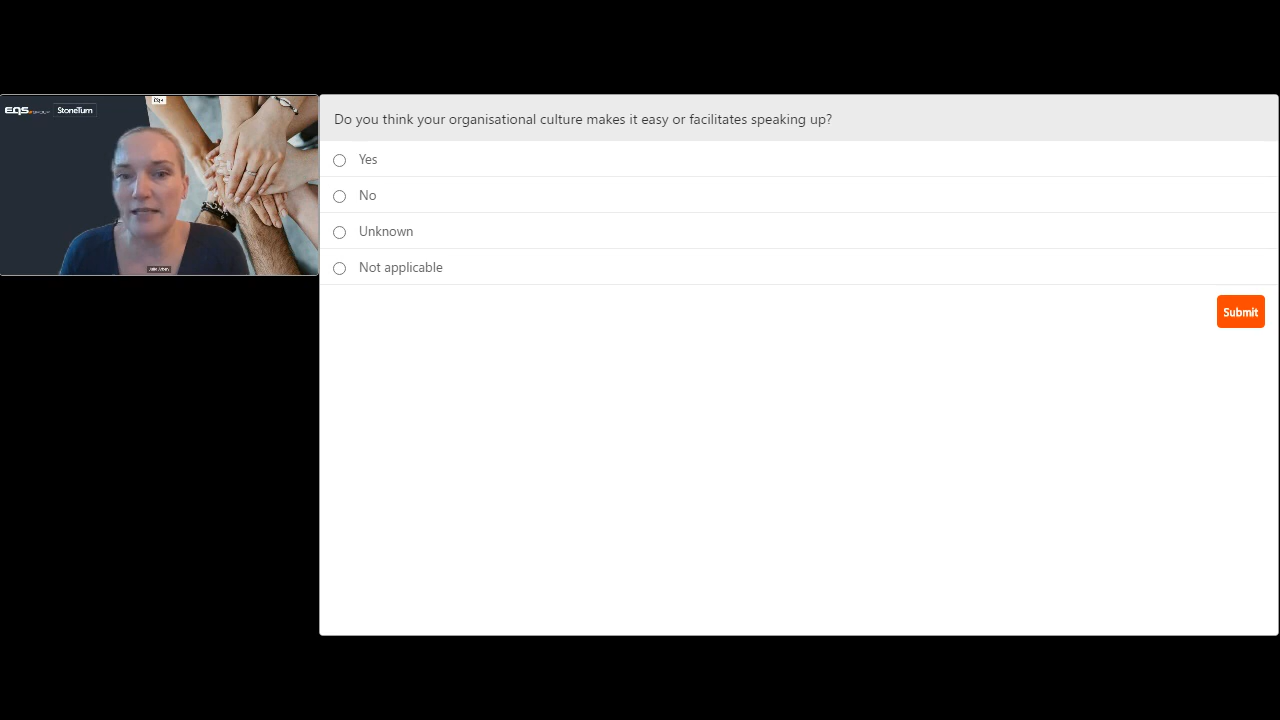 EQS GROUP StoneTurn
Do you think your organisational culture makes it easy or facilitates speaking up?
Yes
No
Unknown
Not applicable
Submit